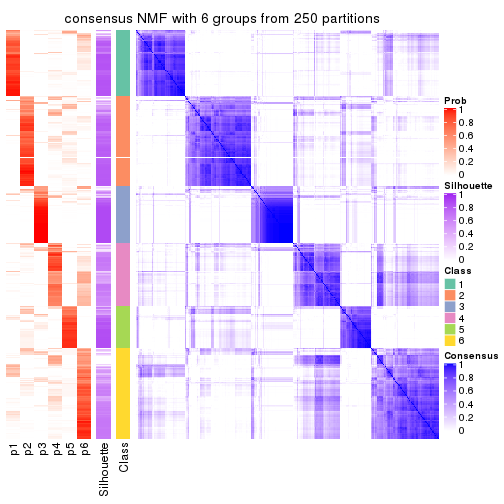 consensus NMF with 6 groups from 250 partitions
p1
p2
p3
p4
p5
p6
Silhouette
Class
Prob
1
0.8
0.6
0.4
0.2
0
Silhouette
1
0.8
0.6
0.4
0.2
0
Class
1
2
3
4
5
6
Consensus
1
0.8
0.6
0.4
0.2
0